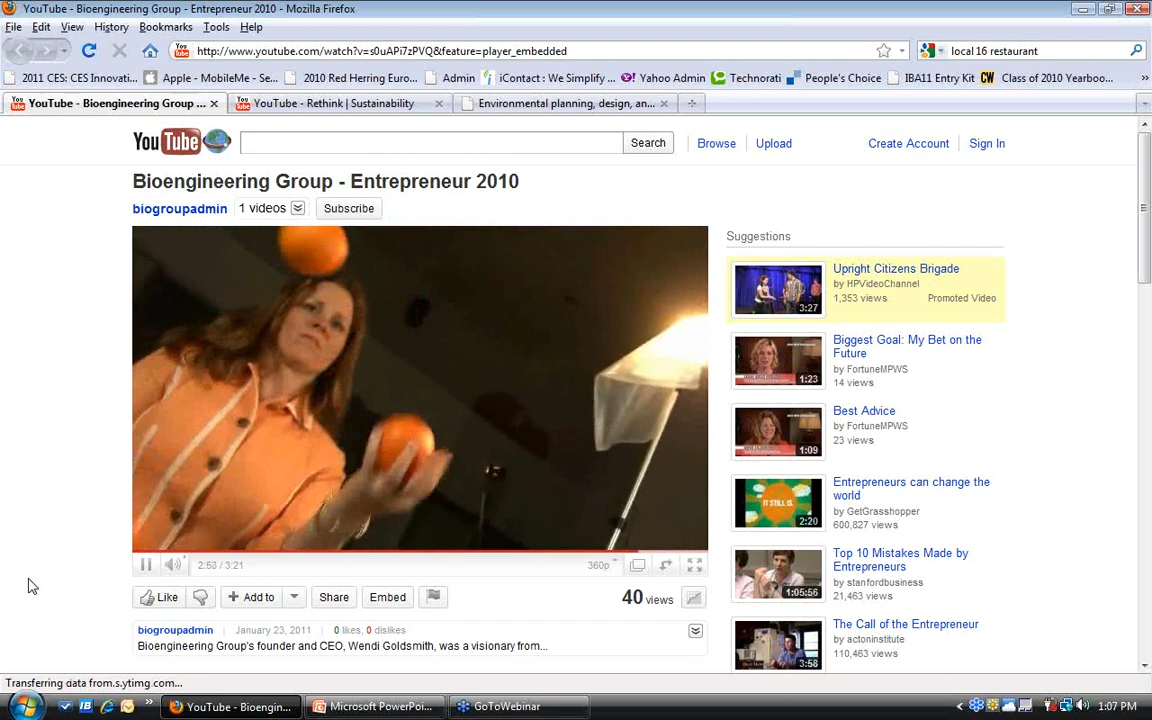 YouTube - Bioengineering Group - Entrepreneur 2010 - Mozilla Firefox
File Edit View History Bookmarks Tools Help
http://www.youtube.com/watch?v=s0uAPi7zPVQ&feature=player_embedded
local 16 restaurant
2011 CES: CES Innovati... Apple - MobileMe - Se... 2010 Red Herring Euro... Admin iContact : We Simplify ... Yahoo Admin Technorati People's Choice IBA11 Entry Kit CW Class of 2010 Yearboo... »
YouTube - Bioengineering Group ... YouTube - Rethink | Sustainability Environmental planning, design, an...
YouTube Search Browse Upload Create Account Sign In
Bioengineering Group - Entrepreneur 2010
biogroupadmin 1 videos Subscribe
Suggestions
Upright Citizens Brigade
by HPVideoChannel
1,353 views Promoted Video
3:27
Biggest Goal: My Bet on the
Future
by FortuneMPWS
14 views
1:23
Best Advice
by FortuneMPWS
23 views
1:09
Entrepreneurs can change the
world
by GetGrasshopper
600,827 views
IT STILL IS.
2:20
Top 10 Mistakes Made by
Entrepreneurs
by stanfordbusiness
21,463 views
1:05:56
The Call of the Entrepreneur
by actoninstitute
110,463 views
3:58
2:58 / 3:21 360p
Like + Add to Share Embed 40 views
biogroupadmin | January 23, 2011 | 0 likes, 0 dislikes
Bioengineering Group's founder and CEO, Wendi Goldsmith, was a visionary from...
Transferring data from s.ytimg.com...
IB » YouTube - Bioengin... Microsoft PowerPoi... GoToWebinar 1:07 PM